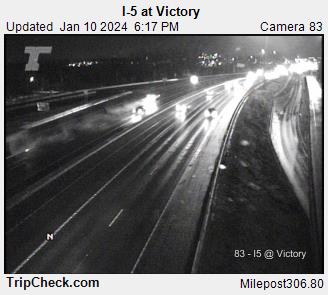 I-5 at Victory
Updated Jan 10 2024 6:17 PM Camera 83
T
N
83 - I5 @ Victory
TripCheck.com Milepost306.80